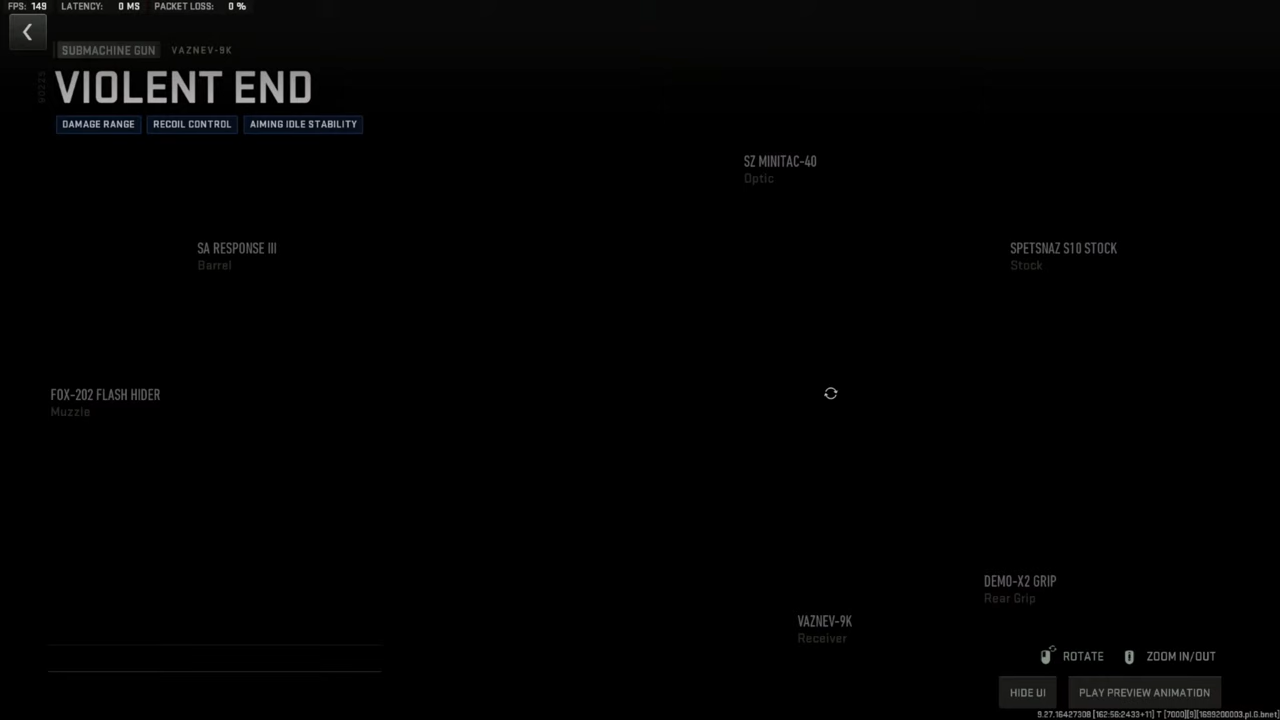 FPS: 149 LATENCY: 0 MS PACKET LOSS: 0 %
SUBMACHINE GUN VAZNEV-9K
VIOLENT END
DAMAGE RANGE RECOIL CONTROL AIMING IDLE STABILITY
SZ MINITAC-40
Optic
SA RESPONSE III
Barrel
SPETSNAZ S10 STOCK
Stock
FOX-202 FLASH HIDER
Muzzle
DEMO-X2 GRIP
Rear Grip
VAZNEV-9K
Receiver
ROTATE ZOOM IN/OUT
HIDE UI PLAY PREVIEW ANIMATION